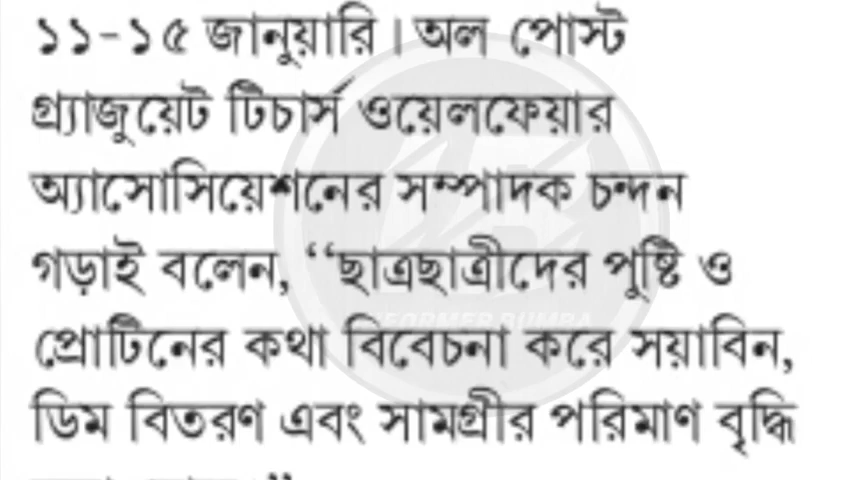 ১১-১৫ জানুয়ারি। অল পোস্ট
গ্র্যাজুয়েট টিচার্স ওয়েলফেয়ার
অ্যাসোসিয়েশনের সম্পাদক চন্দন
গড়াই বলেন, ‘‘ছাত্রছাত্রীদের পুষ্টি ও
প্রোটিনের কথা বিবেচনা করে সয়াবিন,
ডিম বিতরণ এবং সামগ্রীর পরিমাণ বৃদ্ধি